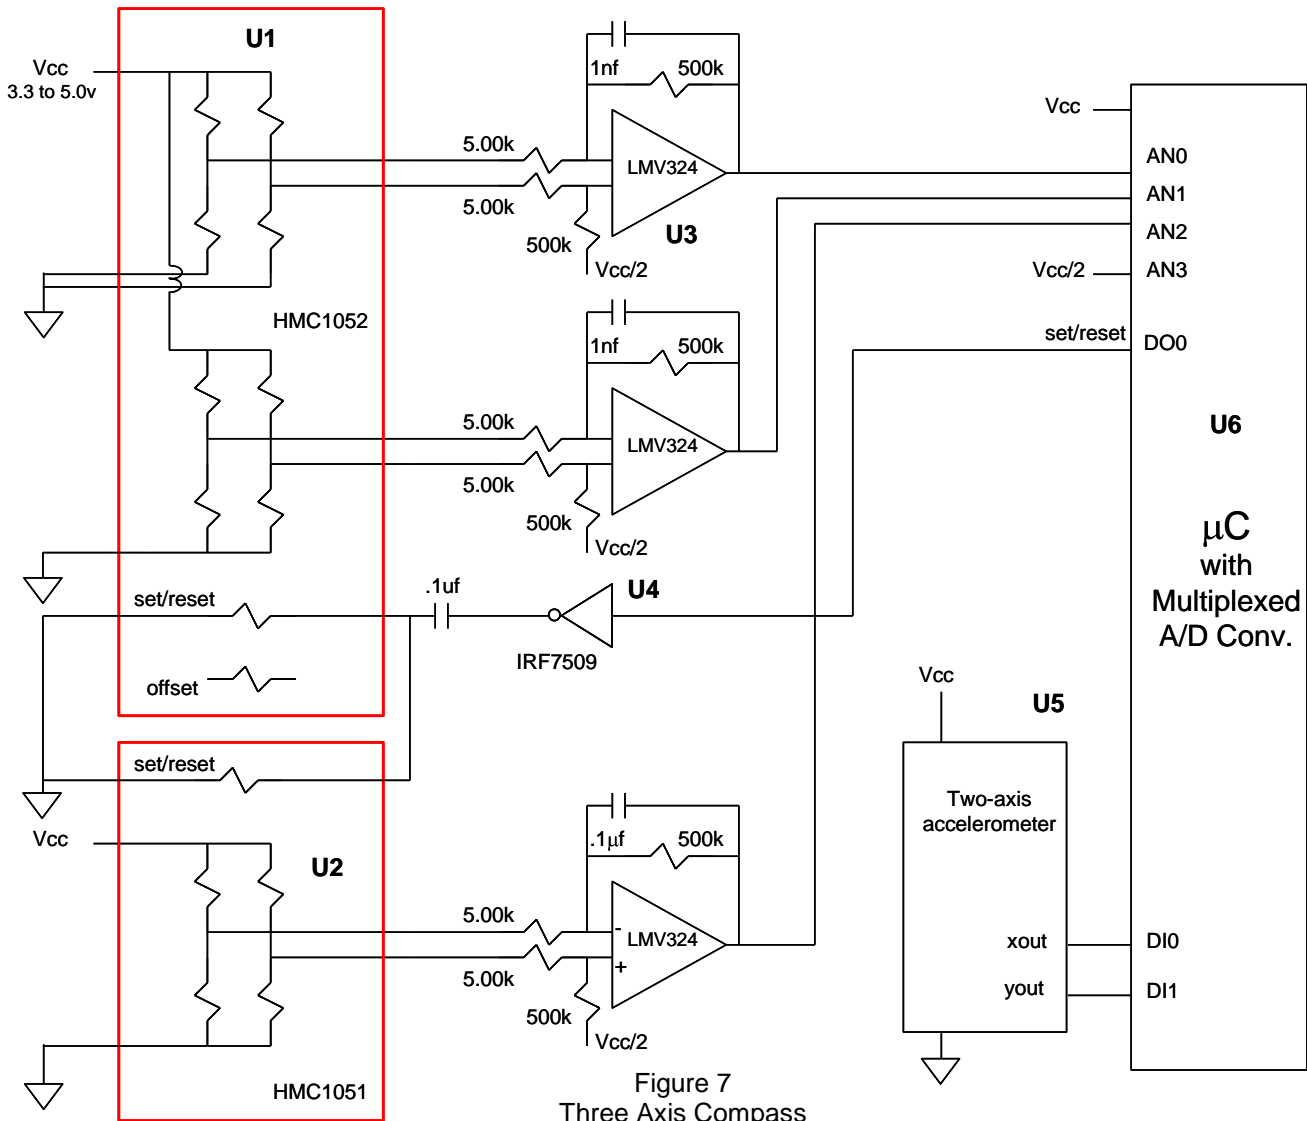 U1
Vcc
3.3 to 5.0v
1nf
500k
5.00k
LMV324
5.00k
U3
500k
Vcc/2
HMC1052
1nf
500k
5.00k
LMV324
5.00k
500k
Vcc/2
set/reset
.1uf
U4
IRF7509
offset
set/reset
Vcc
U2
.1μf
500k
5.00k
-
LMV324
+
5.00k
500k
Vcc/2
HMC1051
Vcc
AN0
AN1
AN2
Vcc/2
AN3
set/reset
DO0
U6
μC
with
Multiplexed
A/D Conv.
Vcc
U5
Two-axis
accelerometer
xout
DI0
yout
DI1
Figure 7
Three Axis Compass